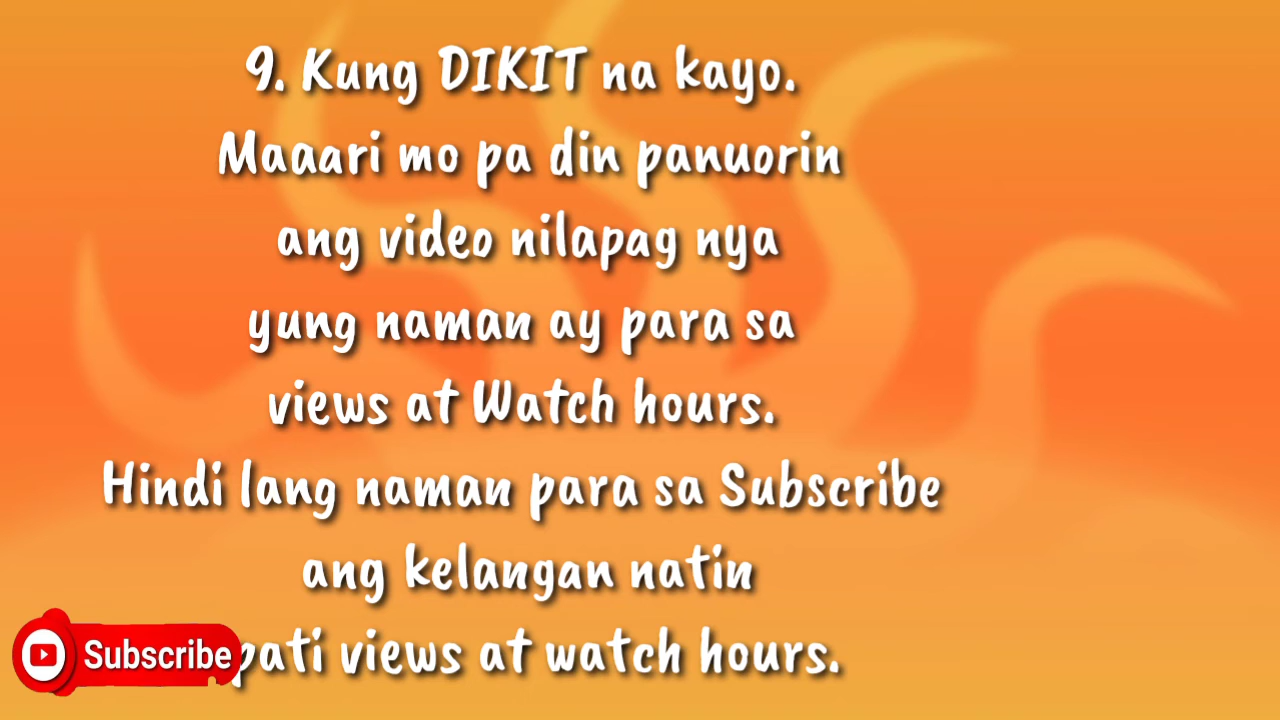 9. Kung DIKIT na kayo.
Maaari mo pa din panuorin
ang video nilapag nya
yung naman ay para sa
views at Watch hours.
Hindi lang naman para sa Subscribe
ang kelangan natin
pati views at watch hours.
Subscribe